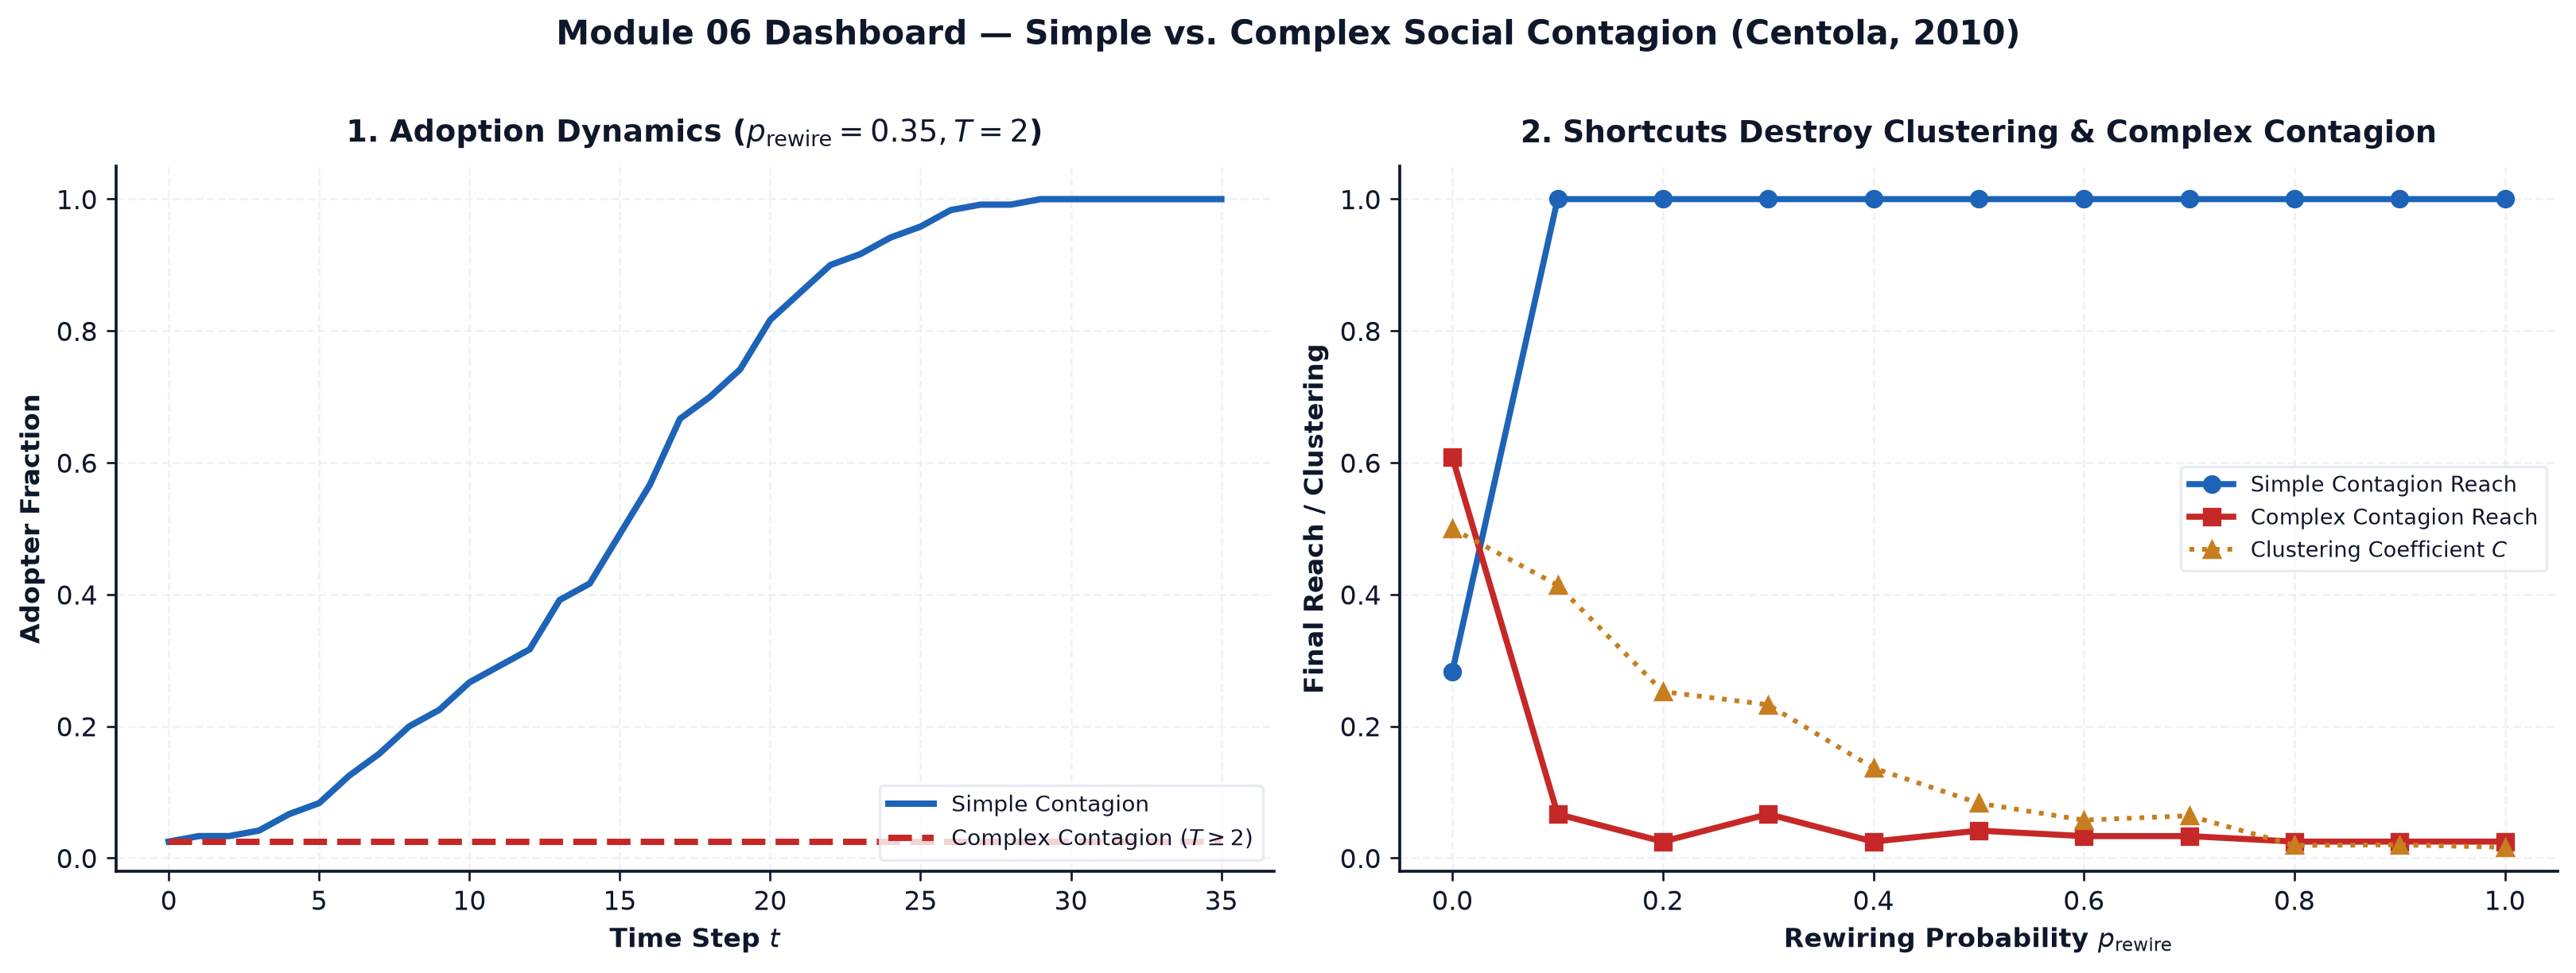 Module 06 Dashboard — Simple vs. Complex Social Contagion (Centola, 2010)
1. Adoption Dynamics (p_rewire = 0.35, T = 2)
Adopter Fraction
1.0
0.8
0.6
0.4
0.2
0.0
Simple Contagion
Complex Contagion (T ≥ 2)
0 5 10 15 20 25 30 35
Time Step t
2. Shortcuts Destroy Clustering & Complex Contagion
Final Reach / Clustering
1.0
0.8
0.6
0.4
0.2
0.0
Simple Contagion Reach
Complex Contagion Reach
Clustering Coefficient C
0.0 0.2 0.4 0.6 0.8 1.0
Rewiring Probability p_rewire